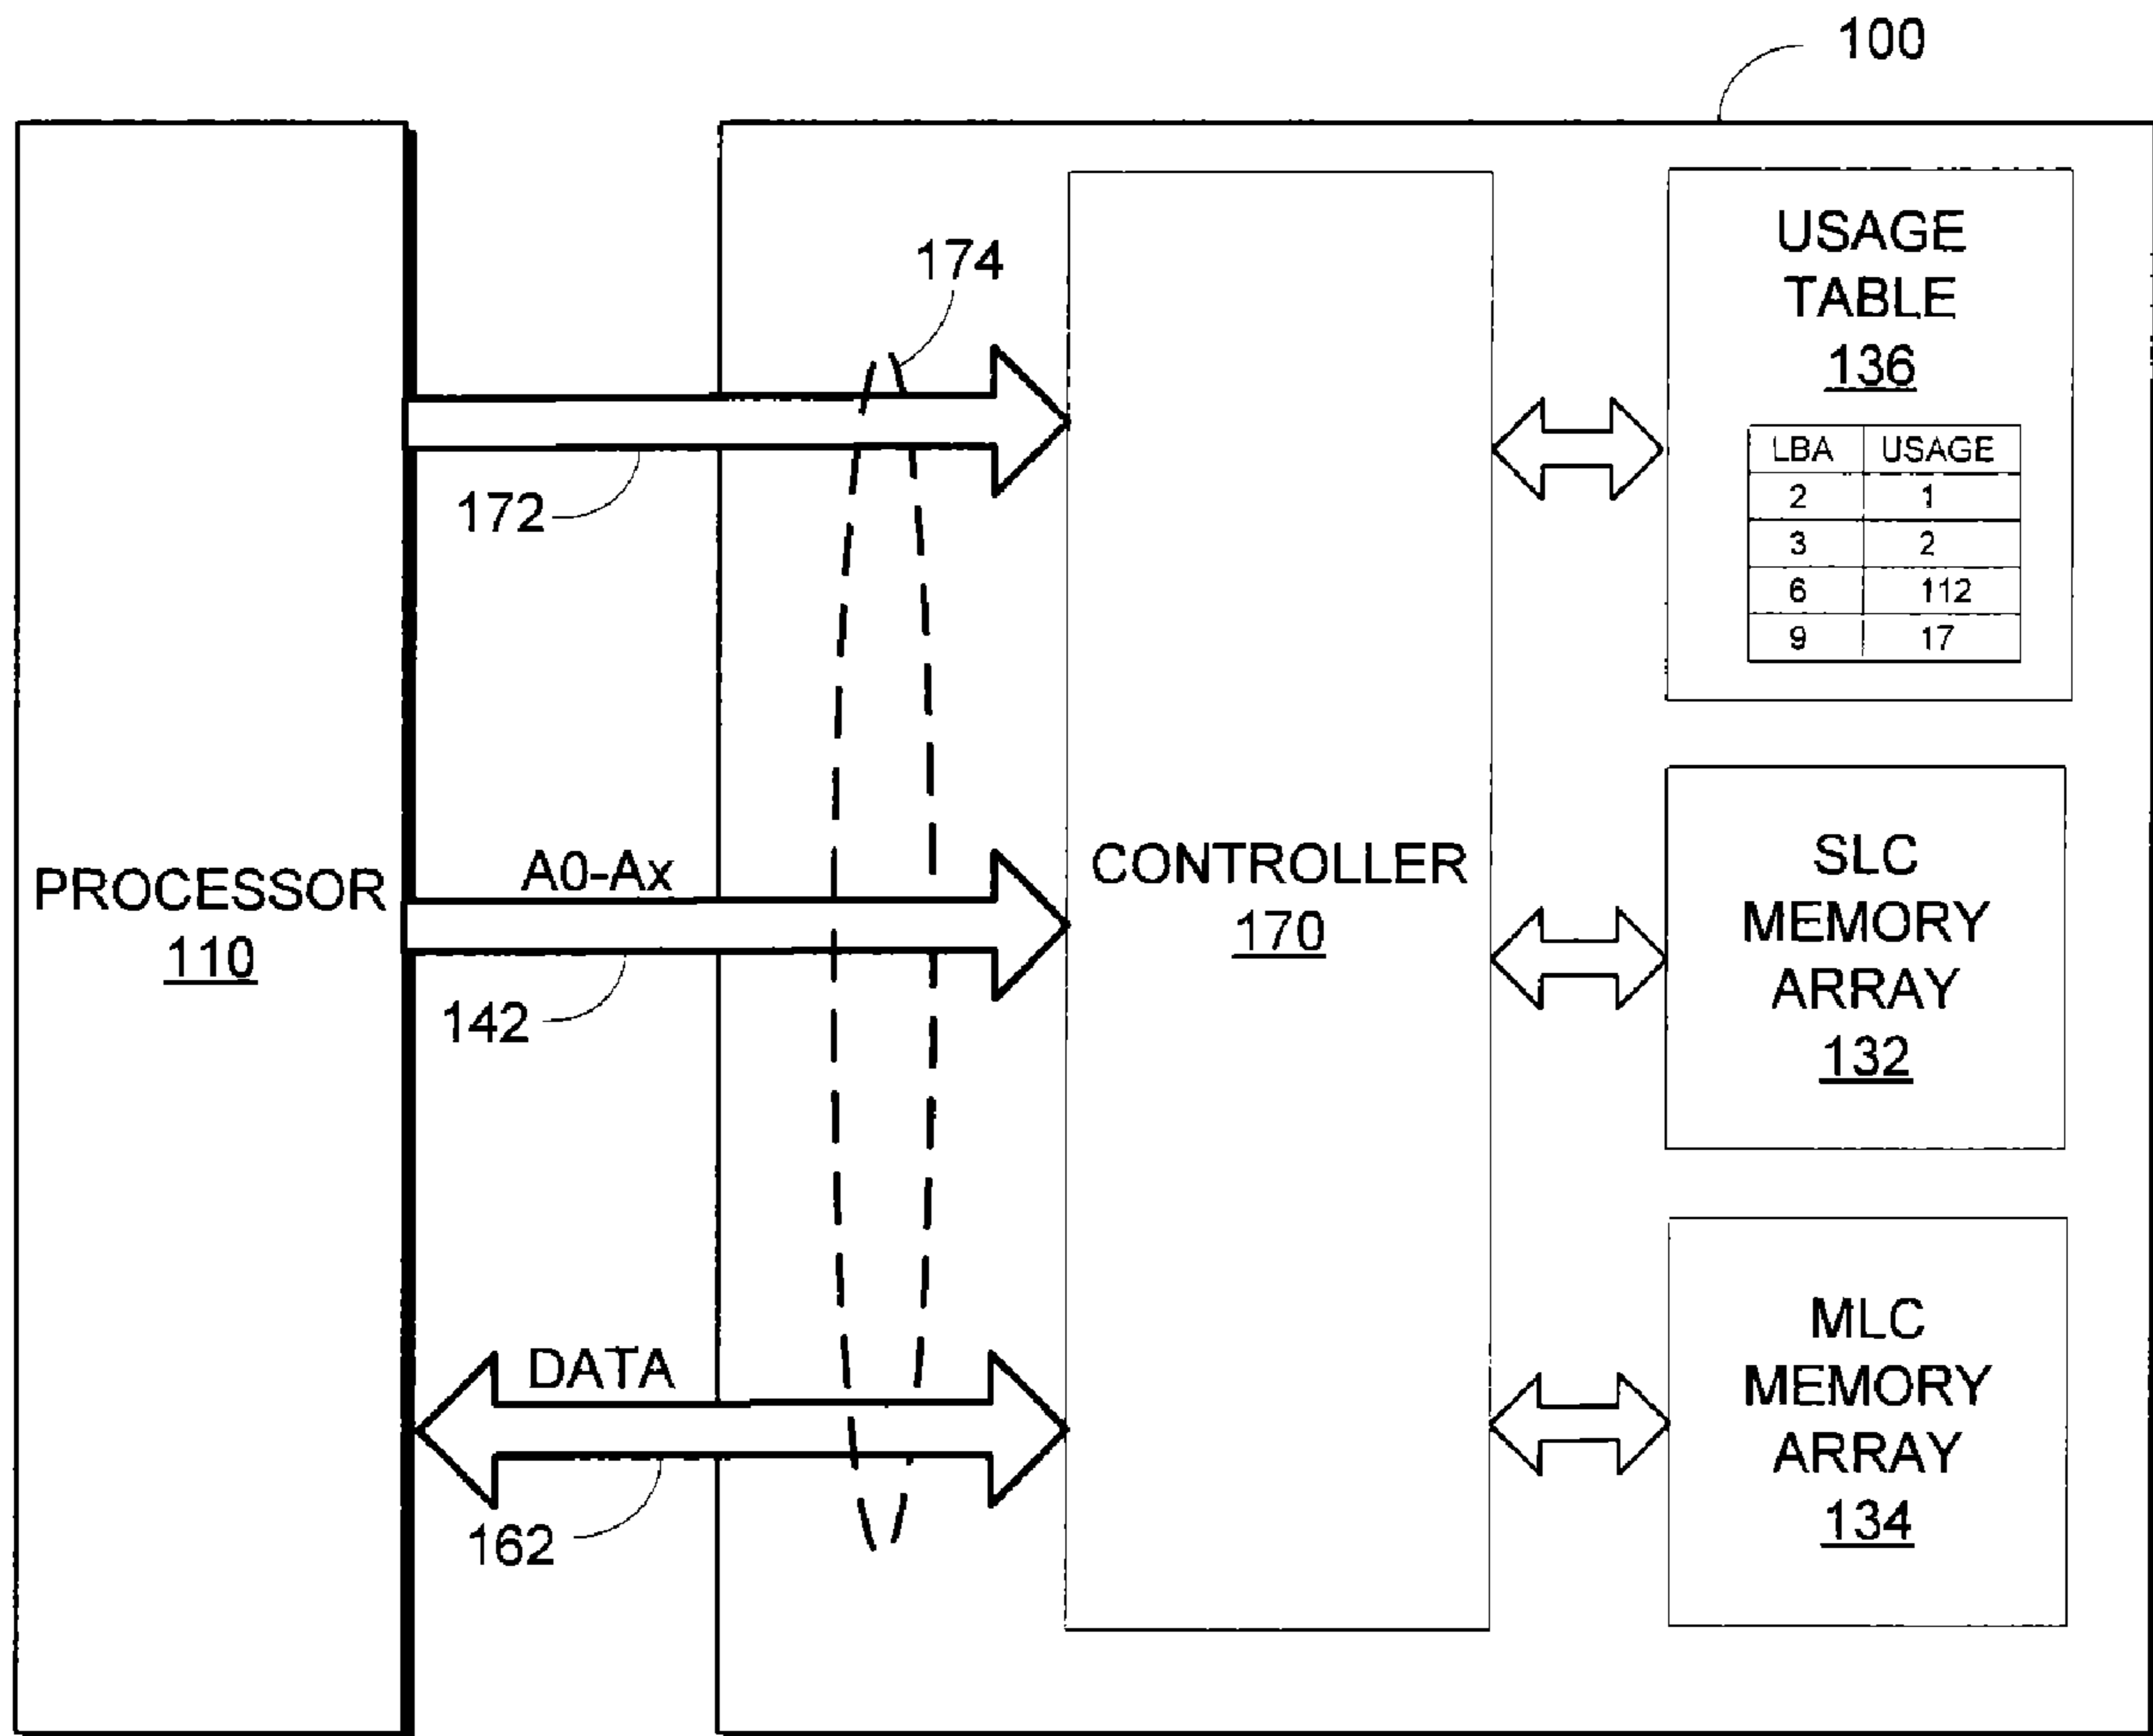 100
174
USAGE
TABLE
136
LBA USAGE
2 1
3 2
6 112
9 17
172
PROCESSOR
110
A0-Ax
142
CONTROLLER
170
SLC
MEMORY
ARRAY
132
DATA
162
MLC
MEMORY
ARRAY
134